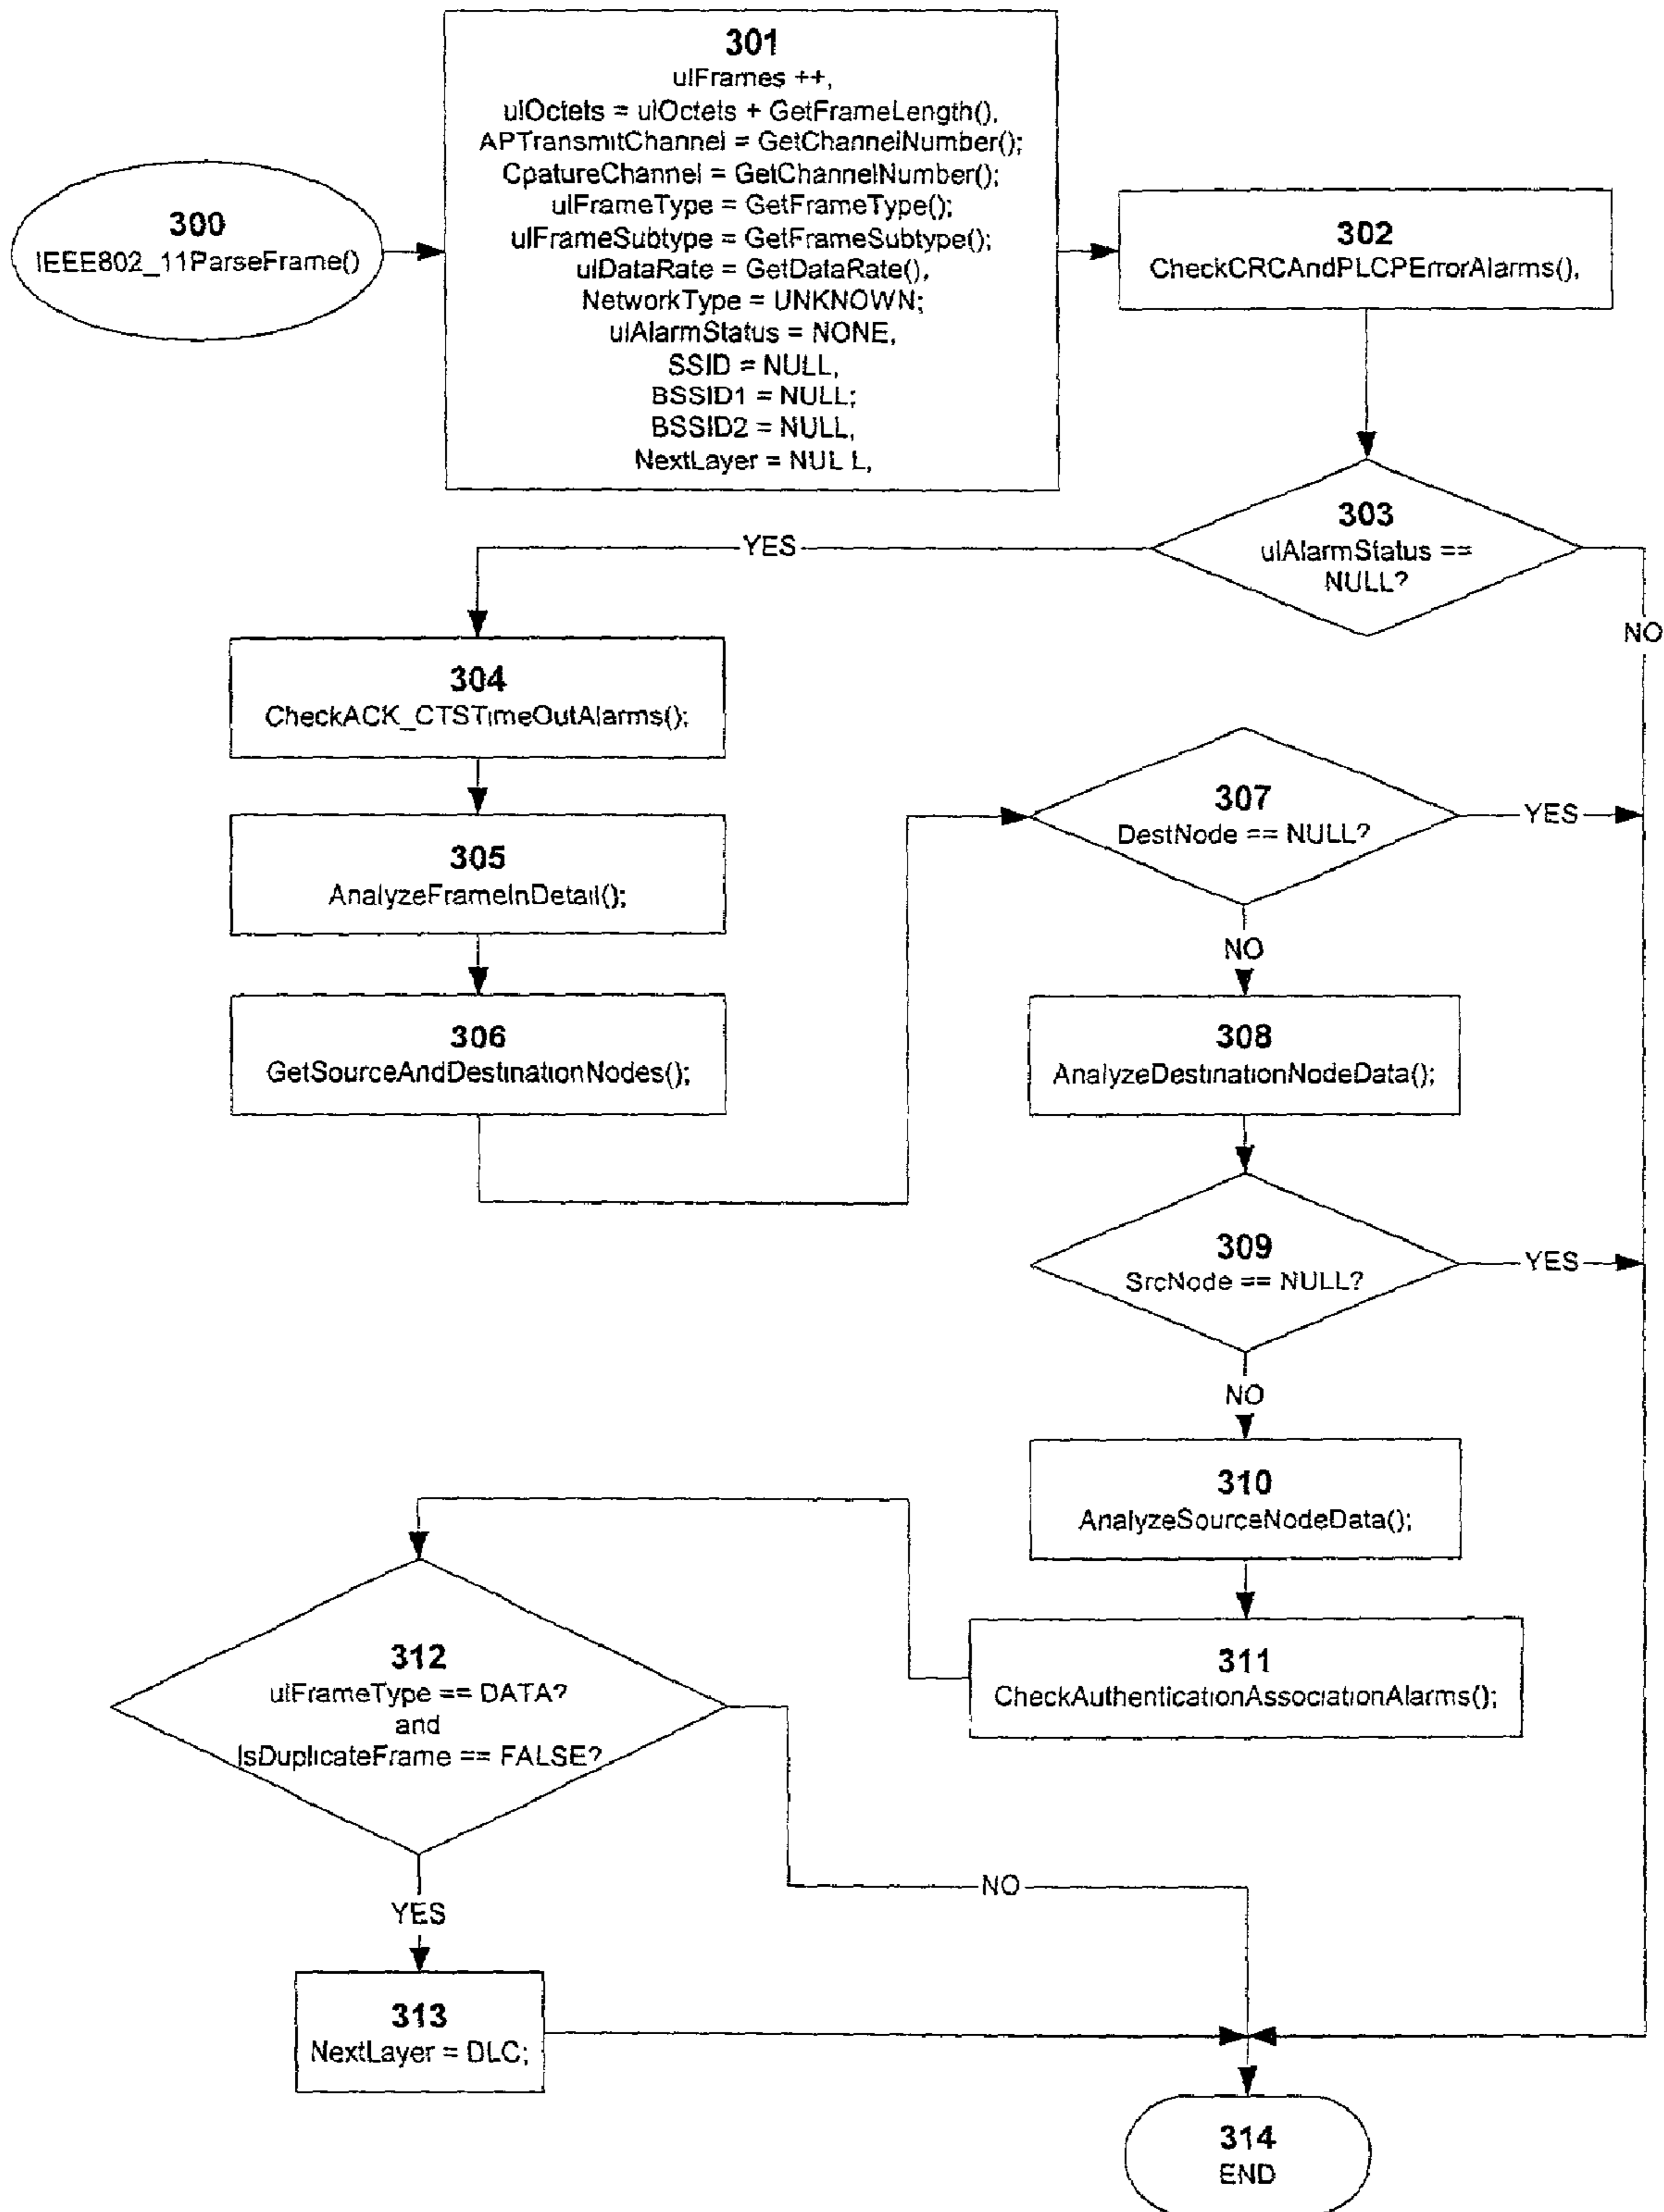 300
IEEE802_11ParseFrame()
301
ulFrames ++,
ulOctets = ulOctets + GetFrameLength(),
APTransmitChannel = GetChannelNumber();
CpatureChannel = GetChannelNumber();
ulFrameType = GetFrameType();
ulFrameSubtype = GetFrameSubtype();
ulDataRate = GetDataRate(),
NetworkType = UNKNOWN;
ulAlarmStatus = NONE,
SSID = NULL,
BSSID1 = NULL;
BSSID2 = NULL,
NextLayer = NUL L,
302
CheckCRCAndPLCPErrorAlarms(),
303
ulAlarmStatus ==
NULL?
YES
NO
304
CheckACK_CTSTimeOutAlarms();
305
AnalyzeFrameInDetail();
306
GetSourceAndDestinationNodes();
307
DestNode == NULL?
YES
NO
308
AnalyzeDestinationNodeData();
309
SrcNode == NULL?
YES
NO
310
AnalyzeSourceNodeData();
311
CheckAuthenticationAssociationAlarms();
312
ulFrameType == DATA?
and
IsDuplicateFrame == FALSE?
NO
YES
313
NextLayer = DLC;
314
END